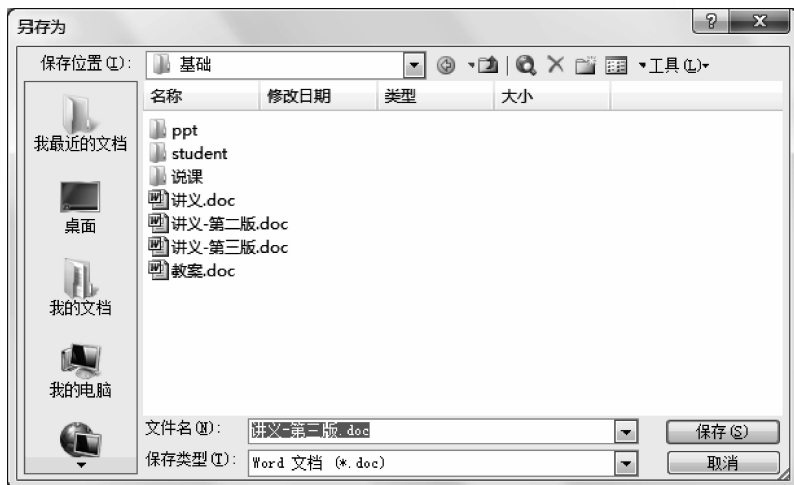 另存为
保存位置(I): 基础 工具(L)
名称 修改日期 类型 大小
ppt
student
说课
讲义.doc
讲义-第二版.doc
讲义-第三版.doc
教案.doc
我最近的文档
桌面
我的文档
我的电脑
文件名(N): 讲义-第三版.doc 保存(S)
保存类型(T): Word 文档 (*.doc) 取消